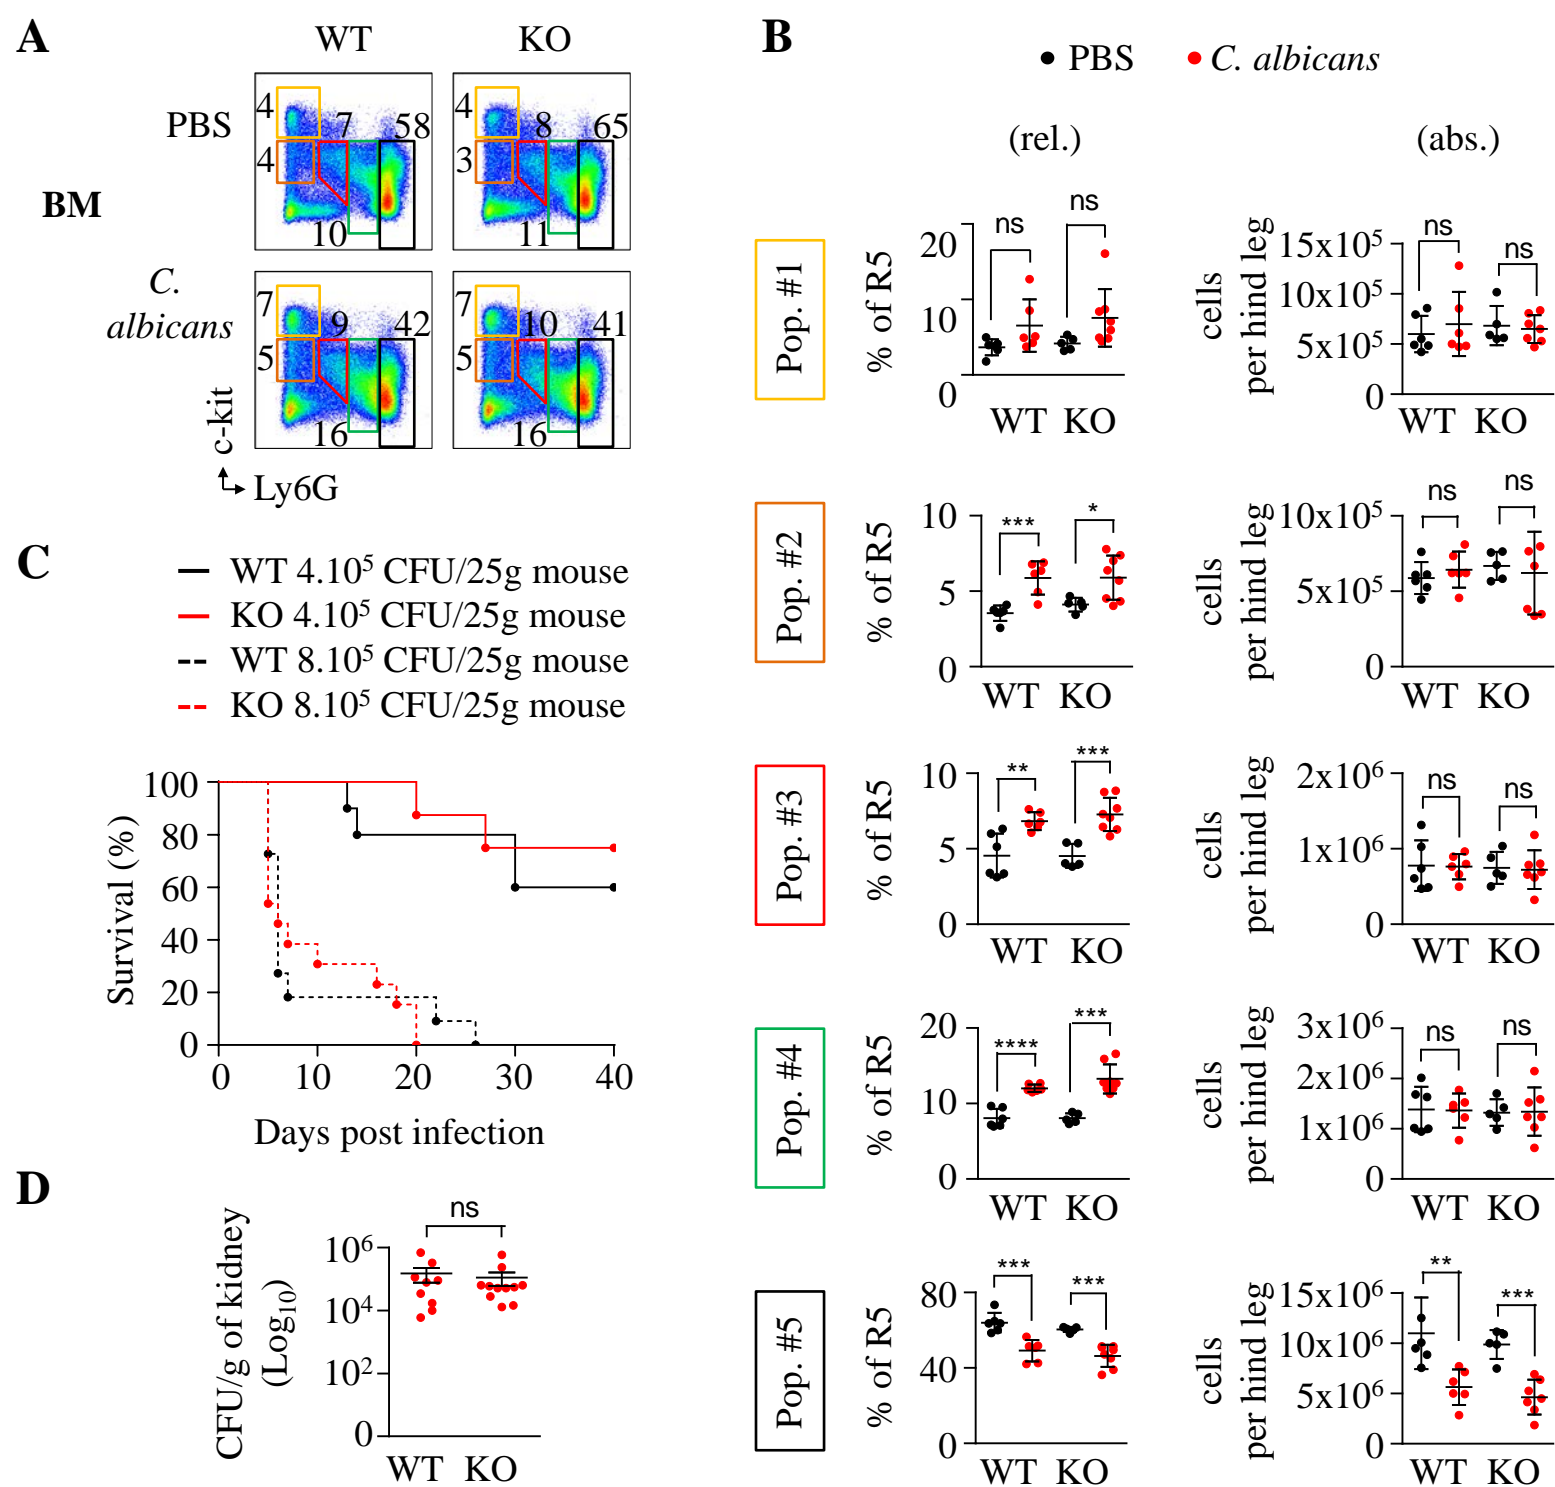 A
WT
KO
PBS
4
7
58
4
4
8
65
3
10
11
BM
C.
albicans
7
9
42
5
7
10
41
5
16
16
c-kit
Ly6G
B
PBS
C. albicans
(rel.)
(abs.)
Pop. #1
% of R5
20
10
0
ns
ns
WT KO
cells
per hind leg
15x10⁵
10x10⁵
5x10⁵
0
ns
ns
WT KO
Pop. #2
% of R5
10
5
0
***
*
WT KO
cells
per hind leg
10x10⁵
5x10⁵
0
ns
ns
WT KO
Pop. #3
% of R5
10
5
0
**
***
WT KO
cells
per hind leg
2x10⁶
1x10⁶
0
ns
ns
WT KO
Pop. #4
% of R5
20
10
0
****
***
WT KO
cells
per hind leg
3x10⁶
2x10⁶
1x10⁶
0
ns
ns
WT KO
Pop. #5
% of R5
80
40
0
***
***
WT KO
cells
per hind leg
15x10⁶
10x10⁶
5x10⁶
0
**
***
WT KO
C
WT 4.10⁵ CFU/25g mouse
KO 4.10⁵ CFU/25g mouse
WT 8.10⁵ CFU/25g mouse
KO 8.10⁵ CFU/25g mouse
Survival (%)
100
80
60
40
20
0
0 10 20 30 40
Days post infection
D
CFU/g of kidney
(Log₁₀)
10⁶
10⁴
10²
0
ns
WT KO